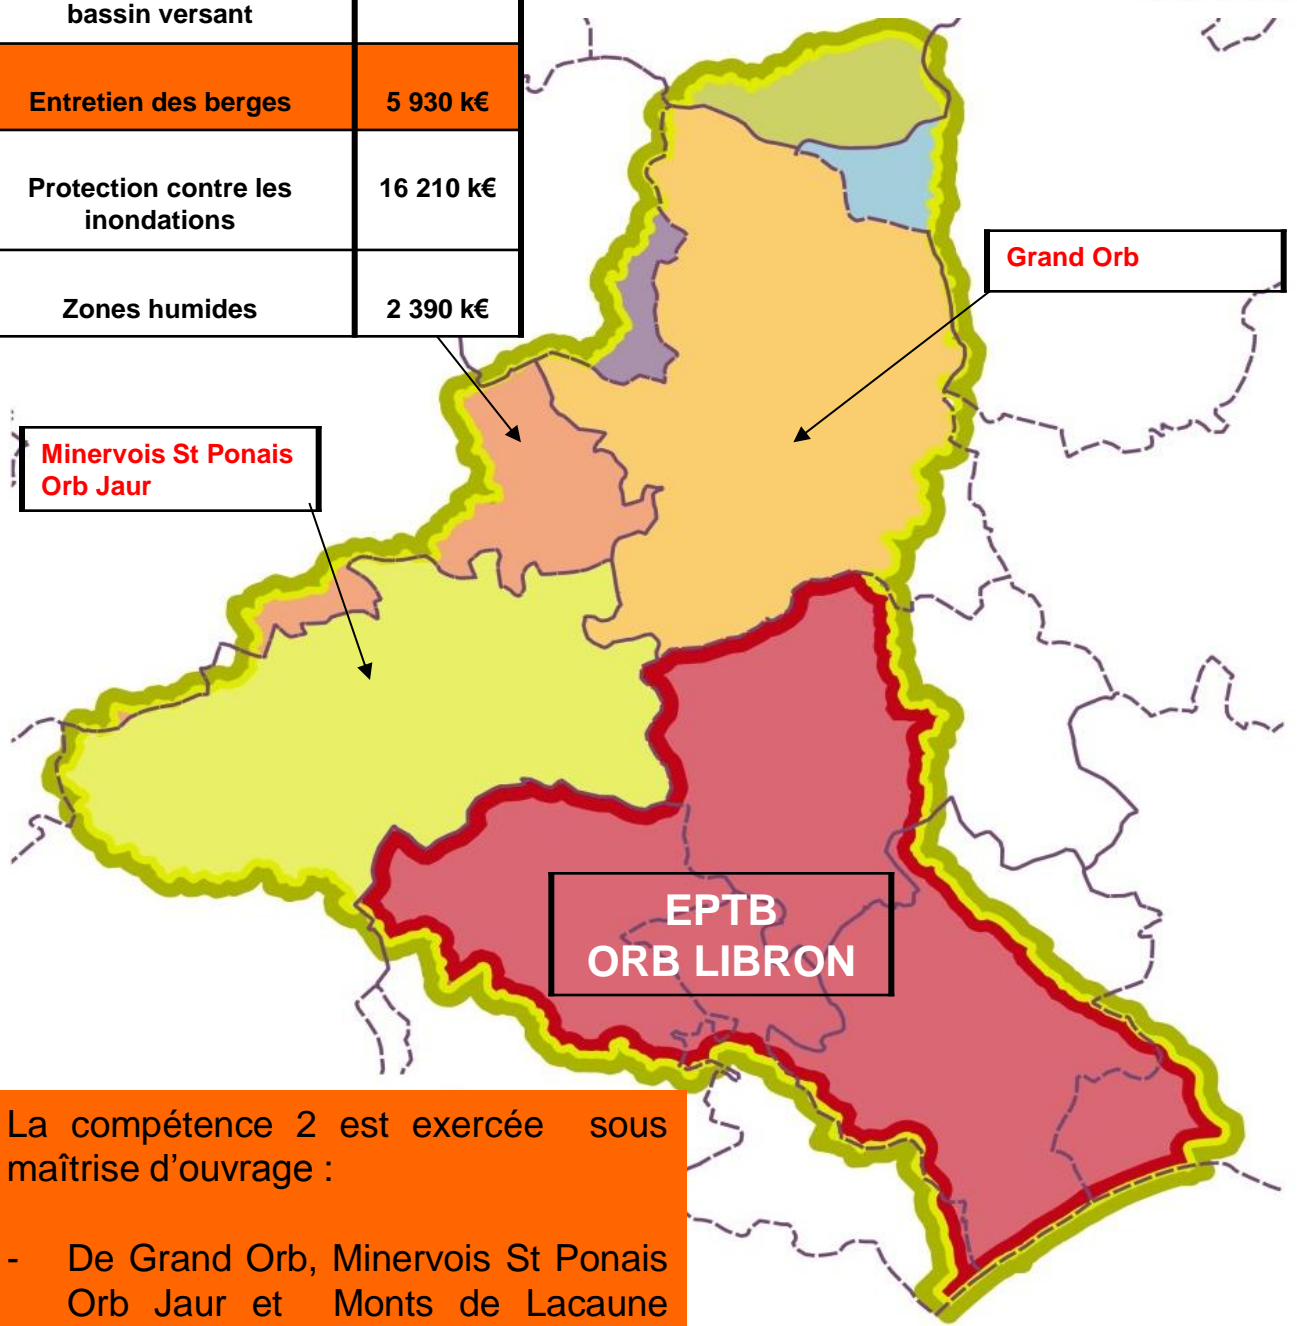 bassin versant
Entretien des berges 5 930 k€
Protection contre les
inondations 16 210 k€
Zones humides 2 390 k€
Grand Orb
Minervois St Ponais
Orb Jaur
EPTB
ORB LIBRON
La compétence 2 est exercée sous
maîtrise d’ouvrage :
- De Grand Orb, Minervois St Ponais
Orb Jaur et Monts de Lacaune